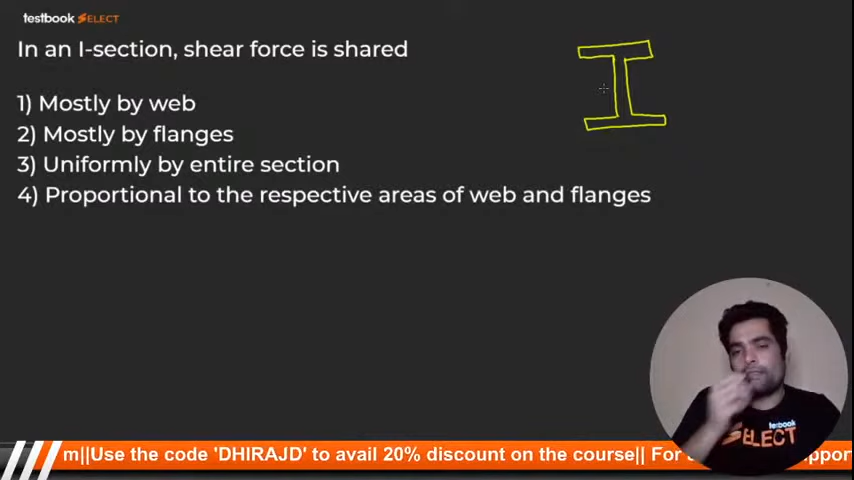 testbook SELECT
In an I-section, shear force is shared
1) Mostly by web
2) Mostly by flanges
3) Uniformly by entire section
4) Proportional to the respective areas of web and flanges
testbook
SELECT
m||Use the code 'DHIRAJD' to avail 20% discount on the course|| For